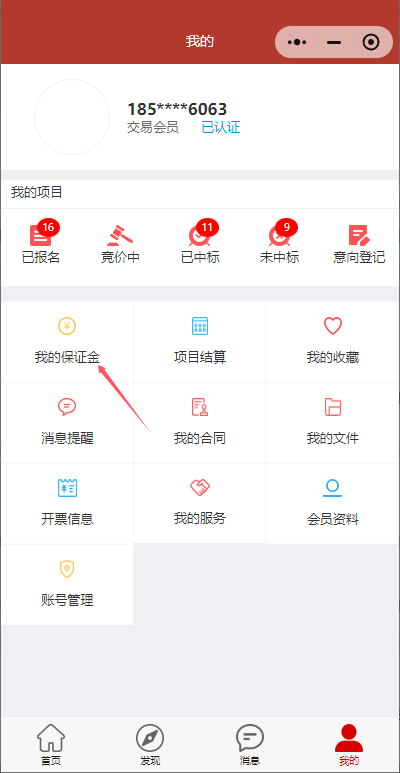 我的
185****6063
交易会员 已认证
我的项目
16 11 9
已报名 竞价中 已中标 未中标 意向登记
我的保证金 项目结算 我的收藏
消息提醒 我的合同 我的文件
开票信息 我的服务 会员资料
账号管理
首页 发现 消息 我的